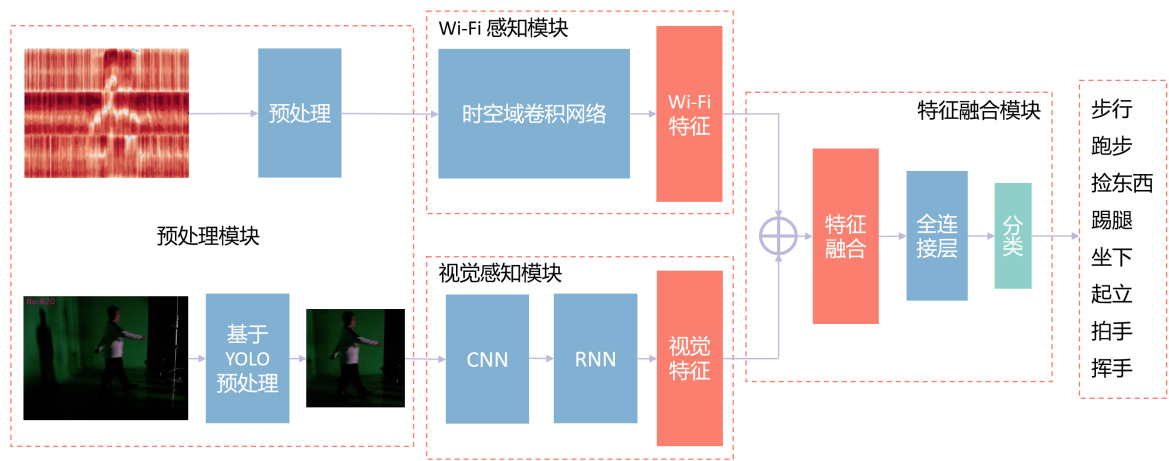 预处理
预处理模块
No:620
基于
YOLO
预处理
Wi-Fi 感知模块
时空域卷积网络
Wi-Fi
特征
视觉感知模块
CNN
RNN
视觉
特征
特征融合模块
特征
融合
全连
接层
分类
步行
跑步
捡东西
踢腿
坐下
起立
拍手
挥手